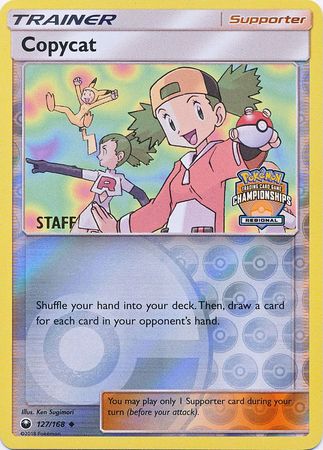 TRAINER
Supporter
Copycat
R
STAFF
Pokémon
TRADING CARD GAME
CHAMPIONSHIPS
REGIONAL
Shuffle your hand into your deck. Then, draw a
card for each card in your opponent's hand.
Illus. Ken Sugimori
127/168 ◆
©2018 Pokémon
You may play only 1 Supporter card during your
turn (before your attack).